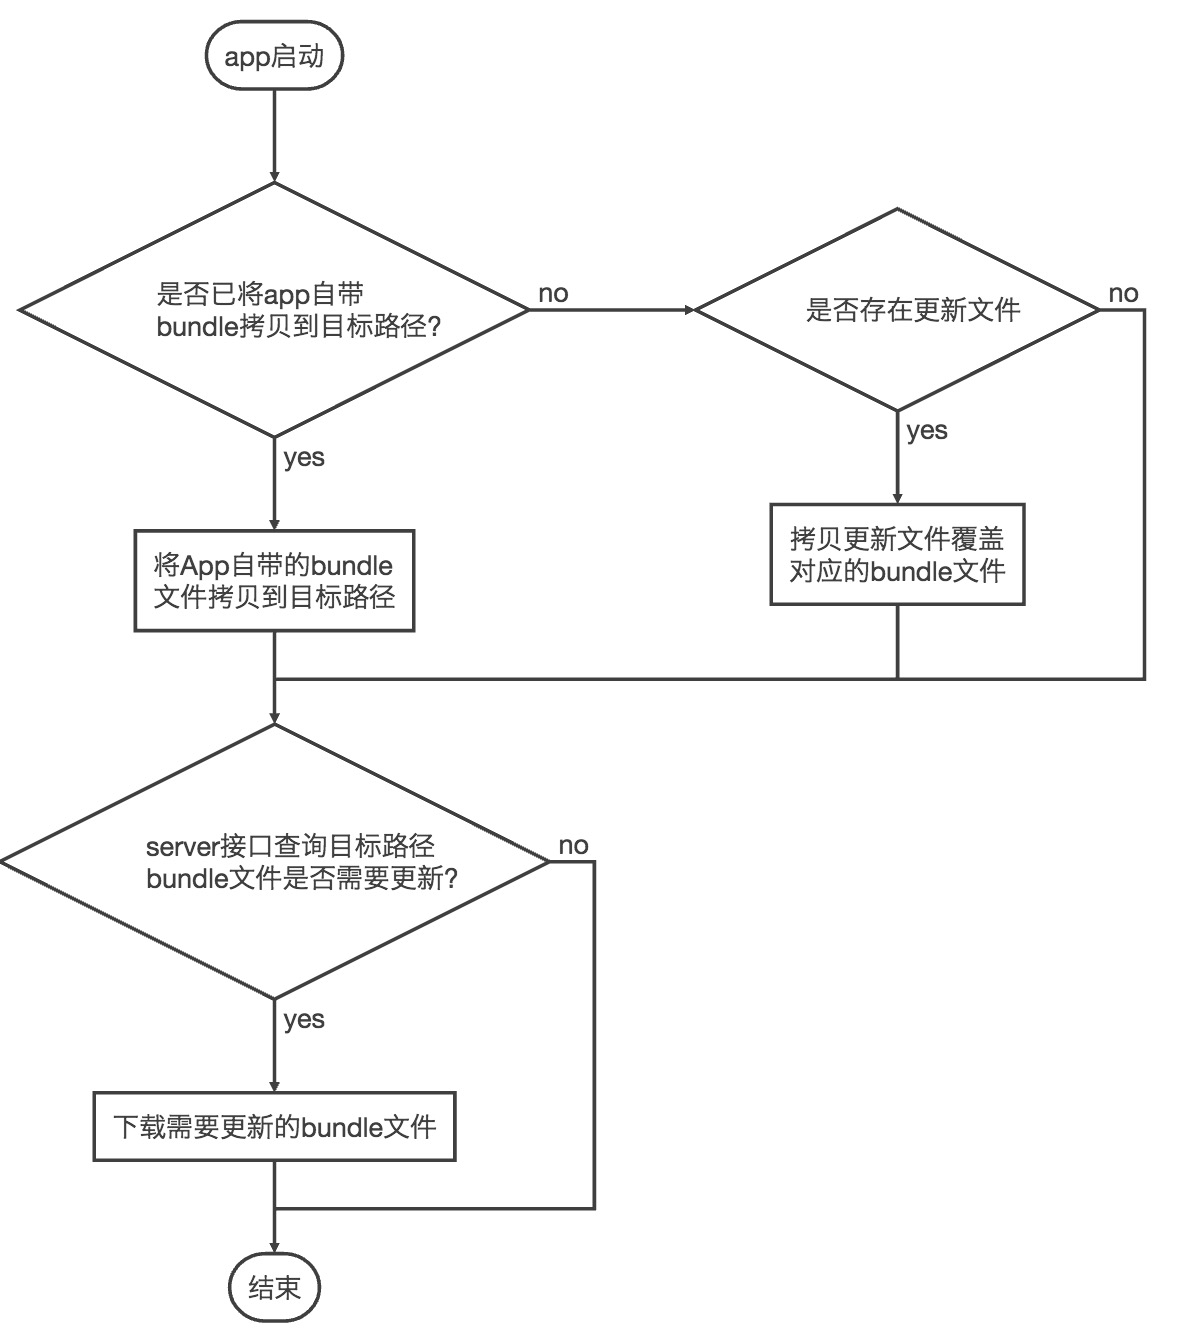 app启动
是否已将app自带
bundle拷贝到目标路径?
no
是否存在更新文件
no
yes
yes
将App自带的bundle
文件拷贝到目标路径
拷贝更新文件覆盖
对应的bundle文件
server接口查询目标路径
bundle文件是否需要更新?
no
yes
下载需要更新的bundle文件
结束